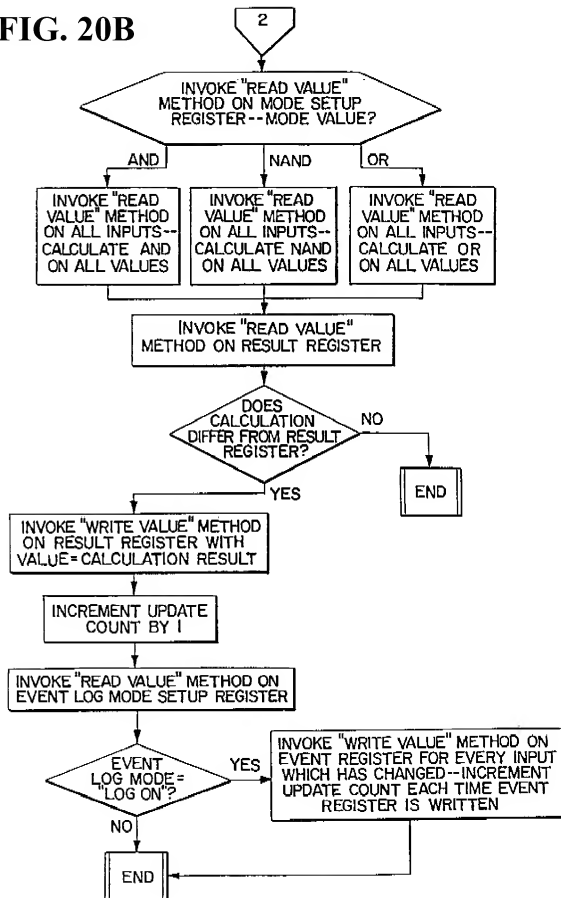 FIG. 20B
2
INVOKE "READ VALUE"
METHOD ON MODE SETUP
REGISTER--MODE VALUE?
AND
NAND
OR
INVOKE "READ
VALUE" METHOD
ON ALL INPUTS--
CALCULATE AND
ON ALL VALUES
INVOKE "READ
VALUE" METHOD
ON ALL INPUTS--
CALCULATE NAND
ON ALL VALUES
INVOKE "READ
VALUE" METHOD
ON ALL INPUTS--
CALCULATE OR
ON ALL VALUES
INVOKE "READ VALUE"
METHOD ON RESULT REGISTER
DOES
CALCULATION
DIFFER FROM RESULT
REGISTER?
NO
END
YES
INVOKE "WRITE VALUE" METHOD
ON RESULT REGISTER WITH
VALUE=CALCULATION RESULT
INCREMENT UPDATE
COUNT BY 1
INVOKE "READ VALUE" METHOD ON
EVENT LOG MODE SETUP REGISTER
EVENT
LOG MODE=
"LOG ON"?
YES
INVOKE "WRITE VALUE" METHOD ON
EVENT REGISTER FOR EVERY INPUT
WHICH HAS CHANGED--INCREMENT
UPDATE COUNT EACH TIME EVENT
REGISTER IS WRITTEN
NO
END